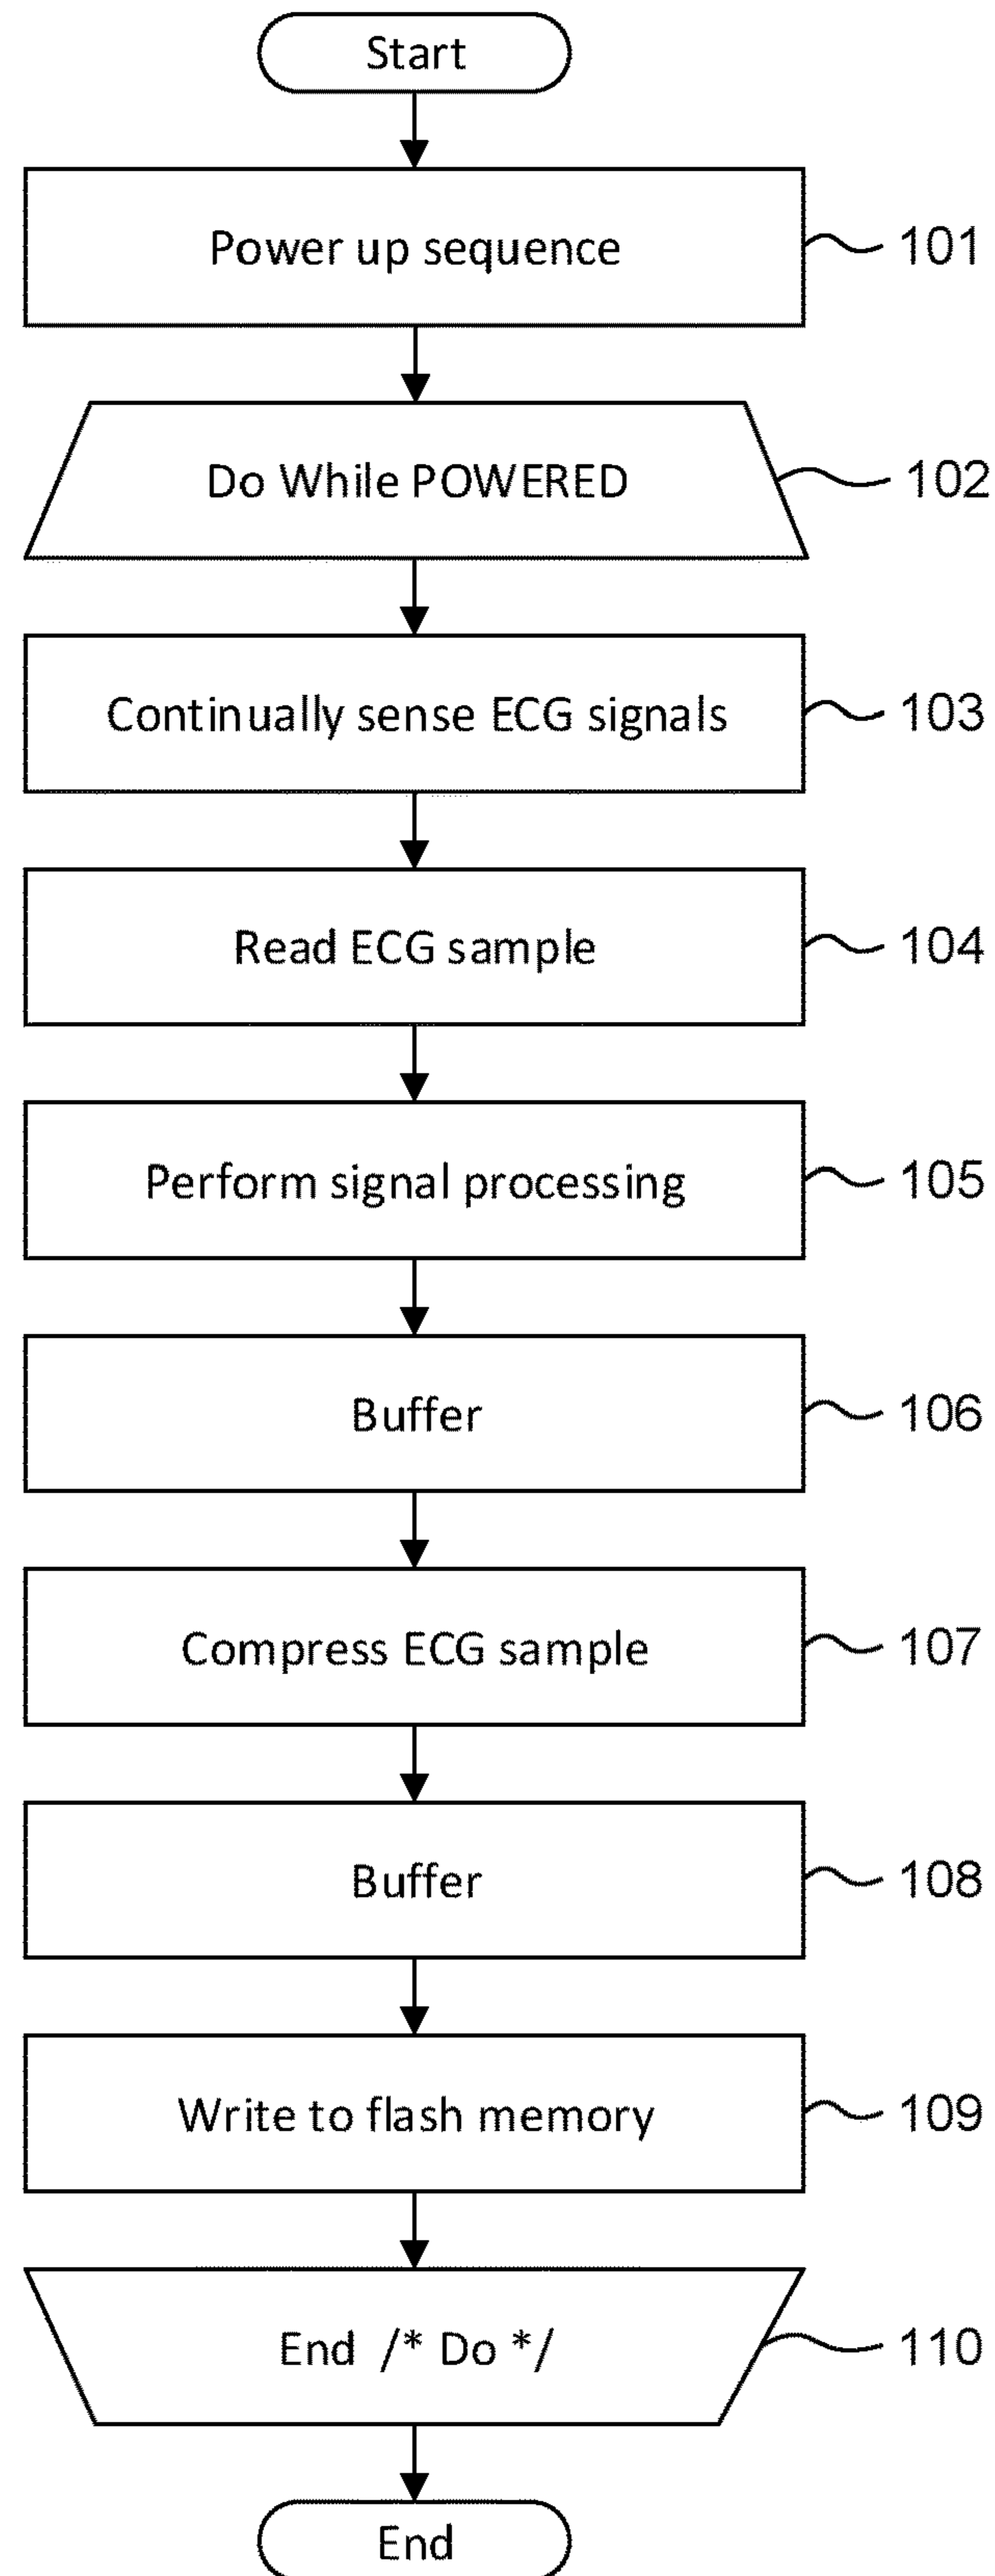 Start
Power up sequence
101
Do While POWERED
102
Continually sense ECG signals
103
Read ECG sample
104
Perform signal processing
105
Buffer
106
Compress ECG sample
107
Buffer
108
Write to flash memory
109
End /* Do */
110
End